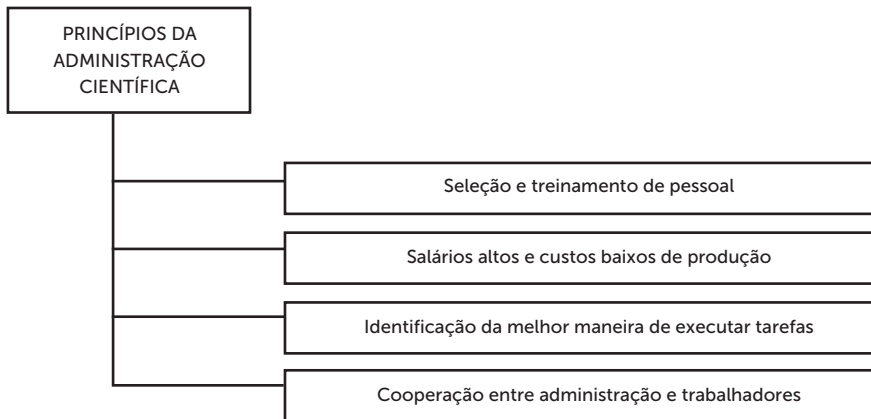 PRINCÍPIOS DA
ADMINISTRAÇÃO
CIENTÍFICA
Seleção e treinamento de pessoal
Salários altos e custos baixos de produção
Identificação da melhor maneira de executar tarefas
Cooperação entre administração e trabalhadores